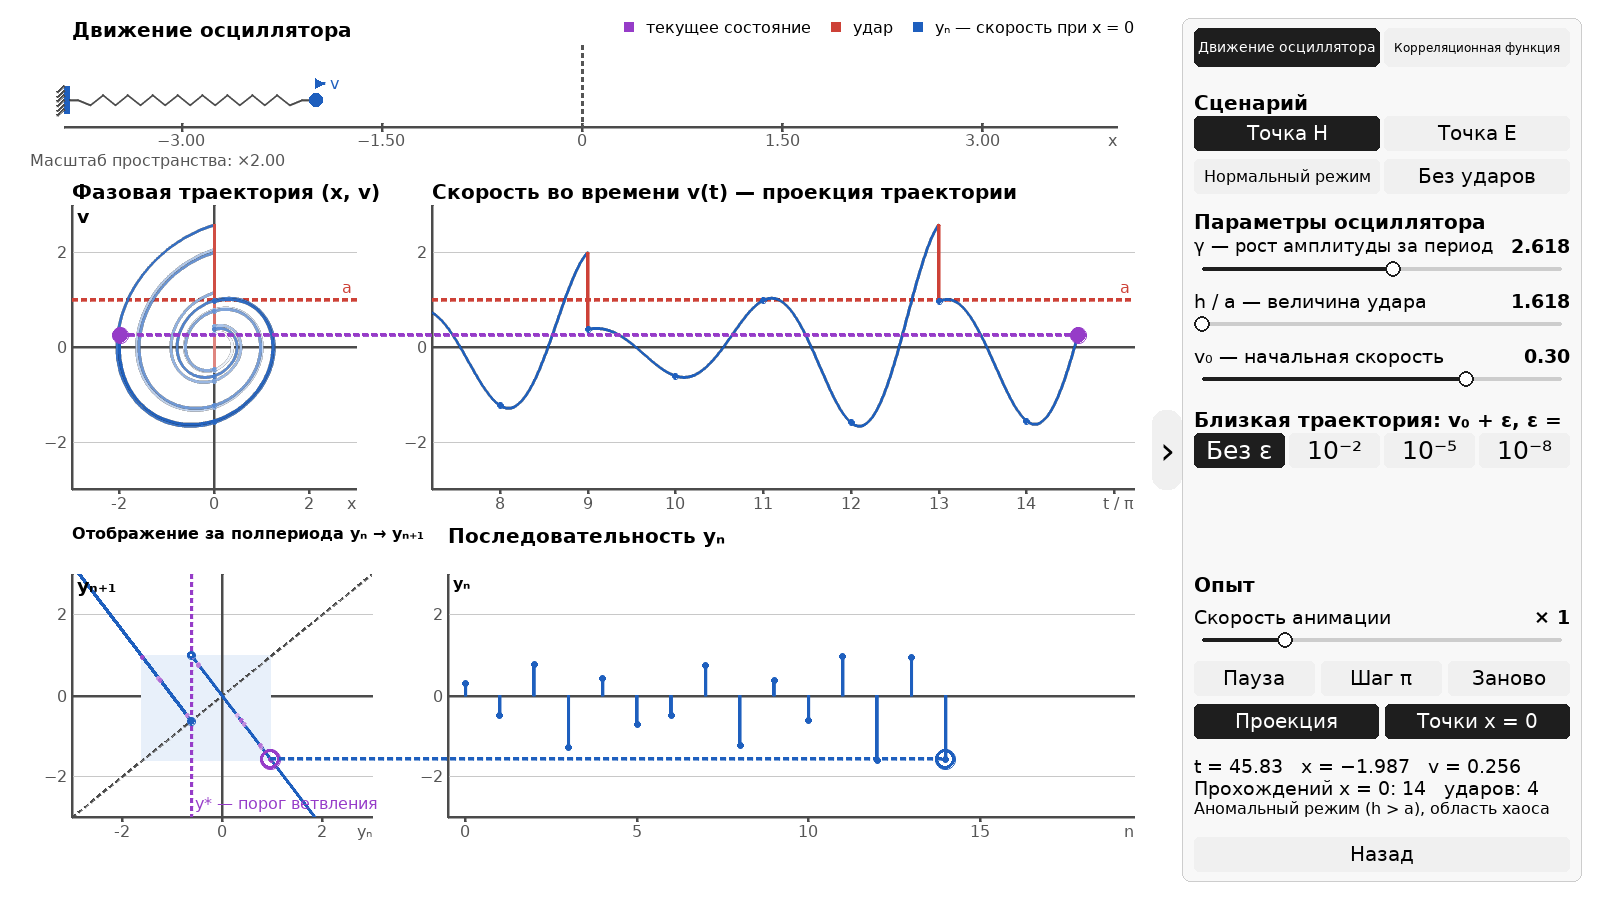 Движение осциллятора
текущее состояние удар yₙ — скорость при x = 0
v
−3.00 −1.50 0 1.50 3.00 x
Масштаб пространства: ×2.00
Фазовая траектория (x, v)
v
2
0
−2
a
-2 0 2 x
Скорость во времени v(t) — проекция траектории
2
0
−2
a
8 9 10 11 12 13 14 t / π
Отображение за полпериода yₙ → yₙ₊₁
yₙ₊₁
2
0
−2
y* — порог ветвления
-2 0 2 yₙ
Последовательность yₙ
yₙ
2
0
−2
0 5 10 15 n
›
Движение осциллятора Корреляционная функция
Сценарий
Точка H Точка E
Нормальный режим Без ударов
Параметры осциллятора
γ — рост амплитуды за период 2.618
h / a — величина удара 1.618
v₀ — начальная скорость 0.30
Близкая траектория: v₀ + ε, ε =
Без ε 10⁻² 10⁻⁵ 10⁻⁸
Опыт
Скорость анимации × 1
Пауза Шаг π Заново
Проекция Точки x = 0
t = 45.83 x = −1.987 v = 0.256
Прохождений x = 0: 14 ударов: 4
Аномальный режим (h > a), область хаоса
Назад